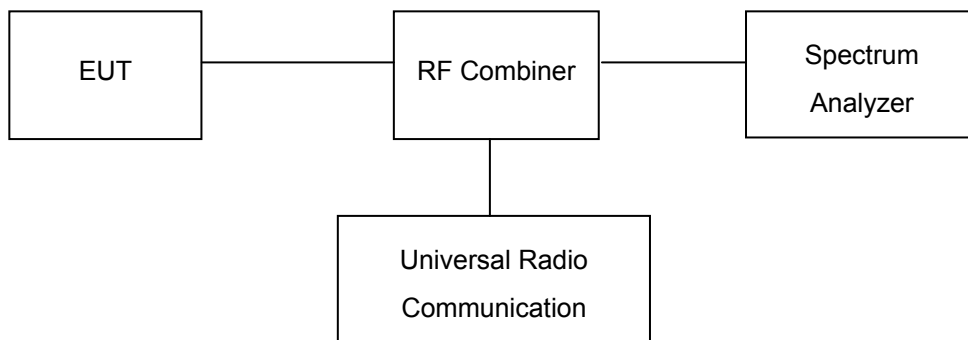 EUT
RF Combiner
Spectrum
Analyzer
Universal Radio
Communication